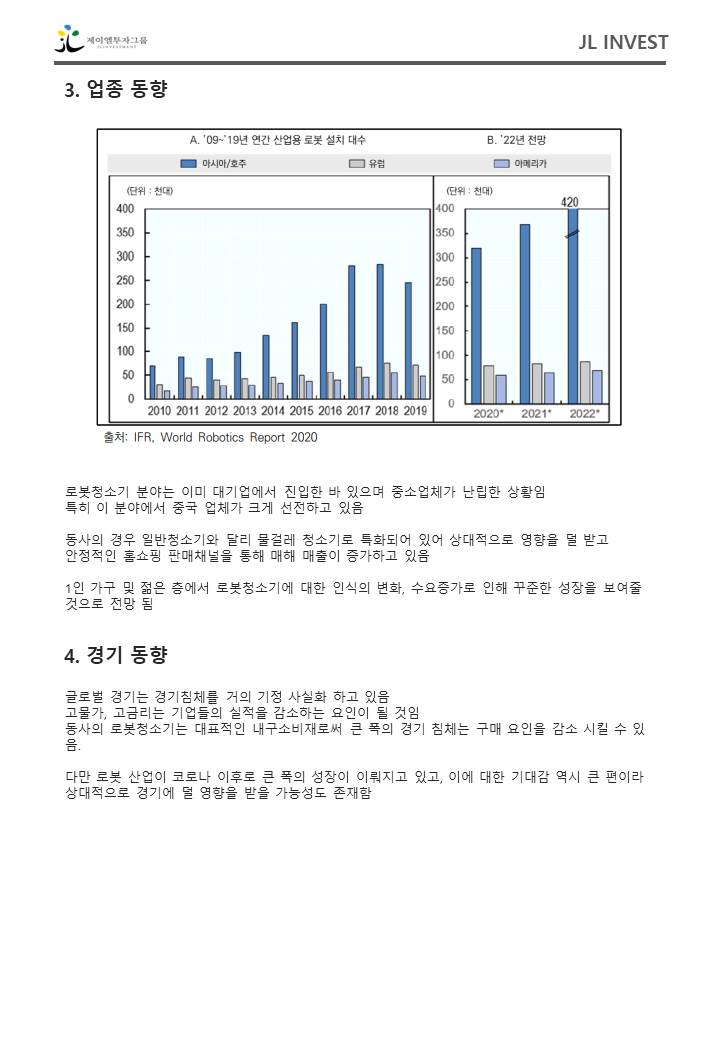 제이엘투자그룹
JLINVESTMENT
JL INVEST
3. 업종 동향
A. '09~'19년 연간 산업용 로봇 설치 대수
B. '22년 전망
아시아/호주
유럽
아메리카
(단위 : 천대)
(단위 : 천대)
420
400
350
300
250
200
150
100
50
0
400
350
300
250
200
150
100
50
0
2010 2011 2012 2013 2014 2015 2016 2017 2018 2019
2020* 2021* 2022*
출처: IFR, World Robotics Report 2020
로봇청소기 분야는 이미 대기업에서 진입한 바 있으며 중소업체가 난립한 상황임
특히 이 분야에서 중국 업체가 크게 선전하고 있음
동사의 경우 일반청소기와 달리 물걸레 청소기로 특화되어 있어 상대적으로 영향을 덜 받고
안정적인 홈쇼핑 판매채널을 통해 매해 매출이 증가하고 있음
1인 가구 및 젊은 층에서 로봇청소기에 대한 인식의 변화, 수요증가로 인해 꾸준한 성장을 보여줄
것으로 전망 됨
4. 경기 동향
글로벌 경기는 경기침체를 거의 기정 사실화 하고 있음
고물가, 고금리는 기업들의 실적을 감소하는 요인이 될 것임
동사의 로봇청소기는 대표적인 내구소비재로써 큰 폭의 경기 침체는 구매 요인을 감소 시킬 수 있
음.
다만 로봇 산업이 코로나 이후로 큰 폭의 성장이 이뤄지고 있고, 이에 대한 기대감 역시 큰 편이라
상대적으로 경기에 덜 영향을 받을 가능성도 존재함